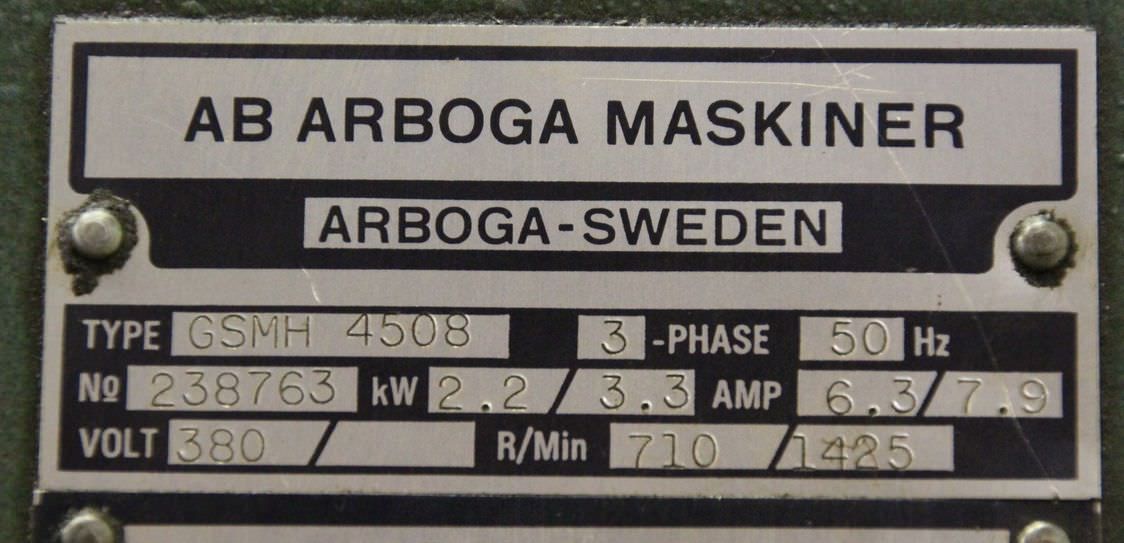 AB ARBOGA MASKINER
ARBOGA-SWEDEN
TYPE GSMH 4508 3-PHASE 50 Hz
Nº 238763 kW 2.2/3.3 AMP 6.3/7.9
VOLT 380/ R/Min 710/1425